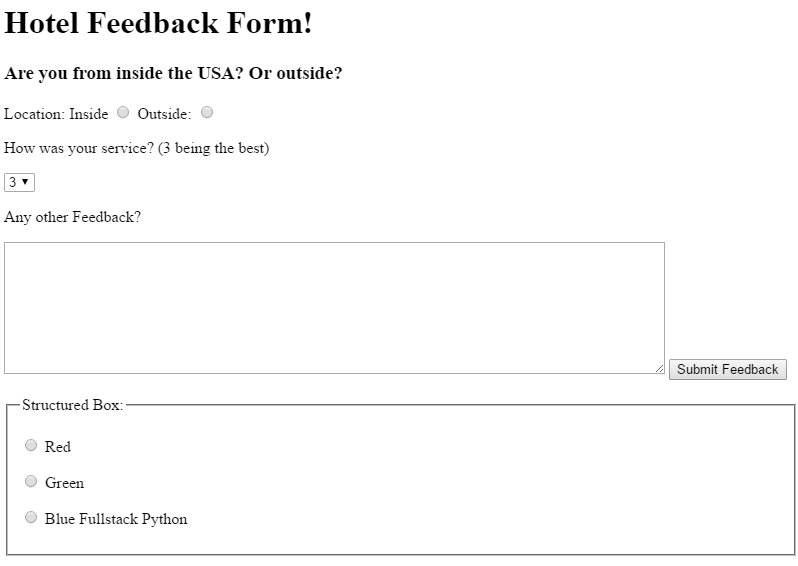 Hotel Feedback Form!
Are you from inside the USA? Or outside?
Location: Inside Outside:
How was your service? (3 being the best)
3
Any other Feedback?
Submit Feedback
Structured Box:
Red
Green
Blue Fullstack Python